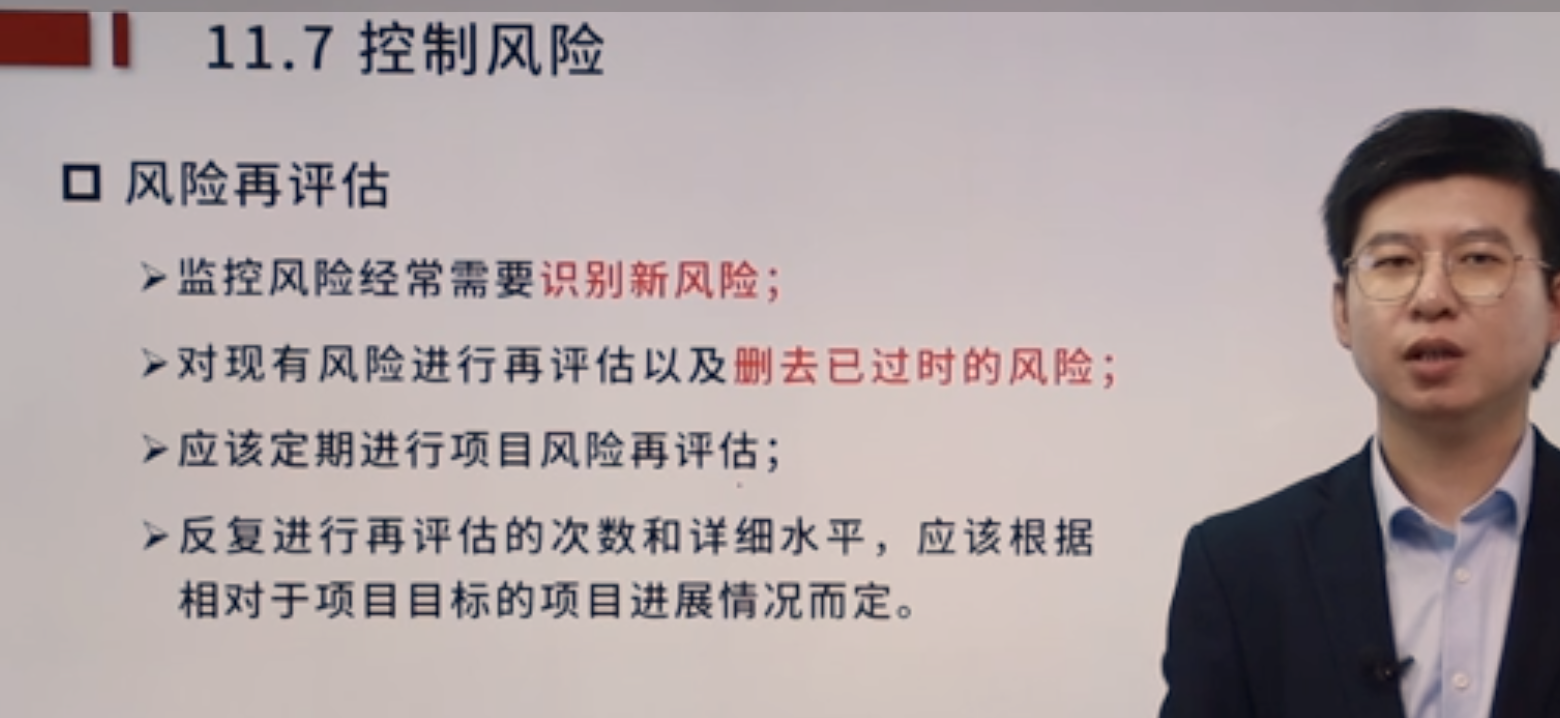 11.7 控制风险
风险再评估
监控风险经常需要识别新风险；
对现有风险进行再评估以及删去已过时的风险；
应该定期进行项目风险再评估；
反复进行再评估的次数和详细水平，应该根据
相对于项目目标的项目进展情况而定。